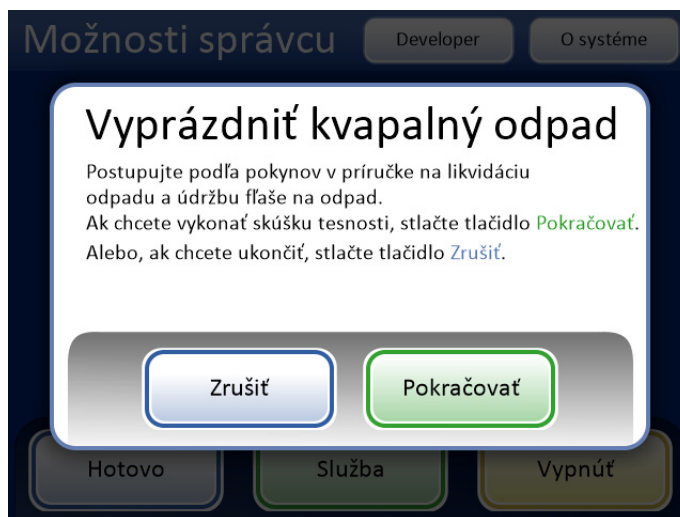 Možnosti správcu
Developer
O systéme
Vyprázdniť kvapalný odpad
Postupujte podľa pokynov v príručke na likvidáciu
odpadu a údržbu fľaše na odpad.
Ak chcete vykonať skúšku tesnosti, stlačte tlačidlo Pokračovať.
Alebo, ak chcete ukončiť, stlačte tlačidlo Zrušiť.
Zrušiť
Pokračovať
Hotovo
Služba
Vypnúť